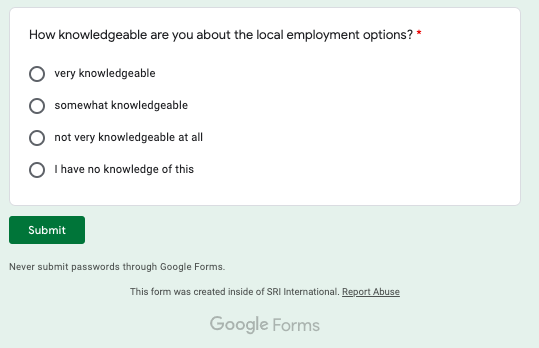 How knowledgeable are you about the local employment options? *
very knowledgeable
somewhat knowledgeable
not very knowledgeable at all
I have no knowledge of this
Submit
Never submit passwords through Google Forms.
This form was created inside of SRI International. Report Abuse
Google Forms